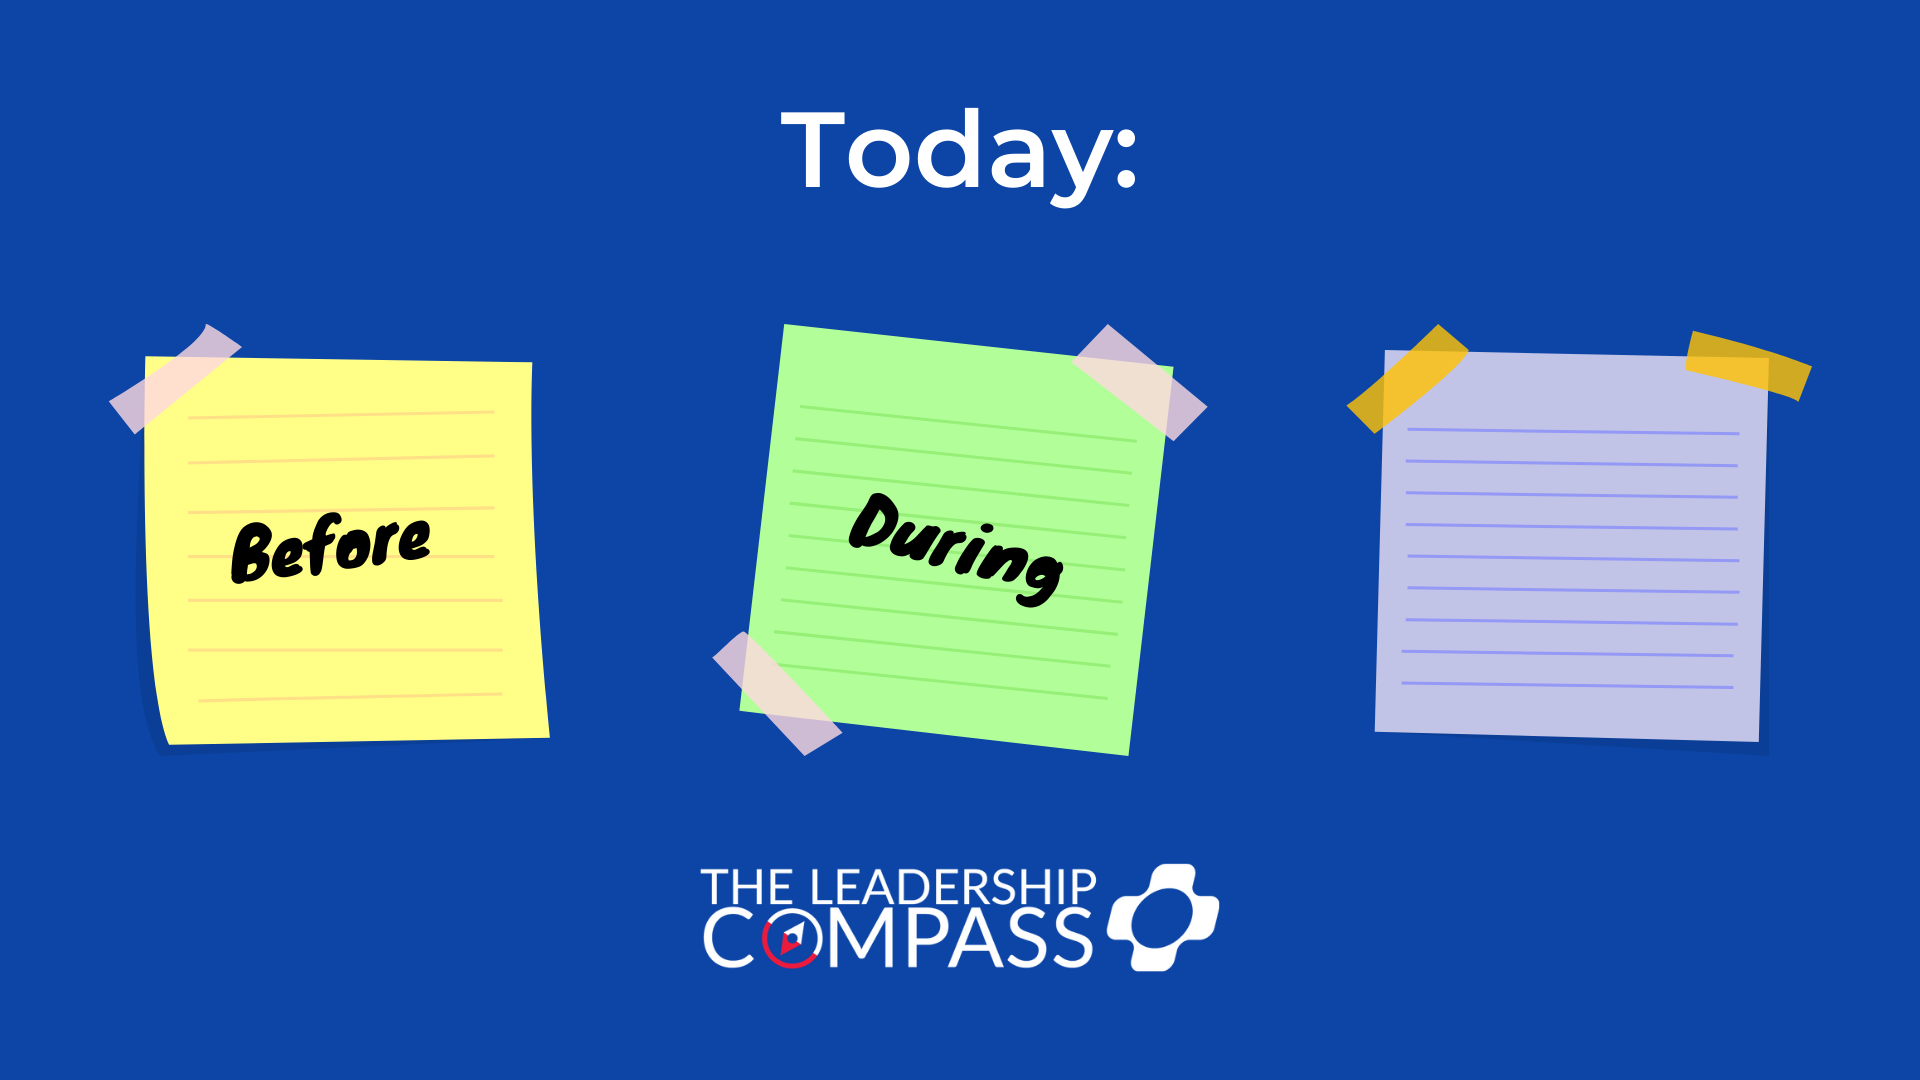 Today:
Before
During
THE LEADERSHIP
COMPASS